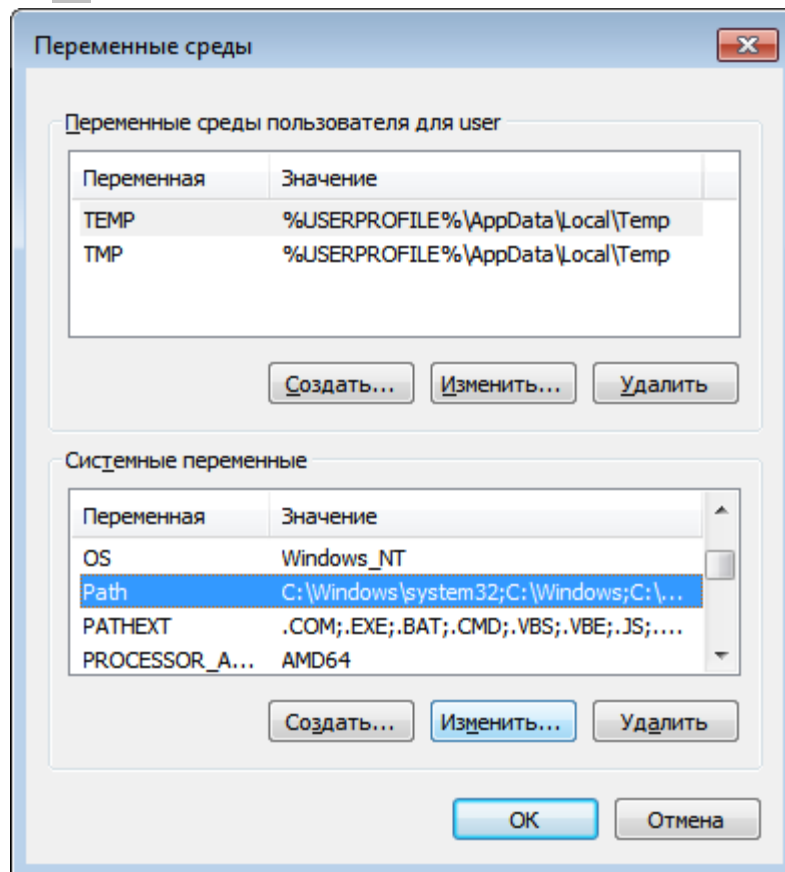 Переменные среды
Переменные среды пользователя для user
Переменная Значение
TEMP %USERPROFILE%\AppData\Local\Temp
TMP %USERPROFILE%\AppData\Local\Temp
Создать... Изменить... Удалить
Системные переменные
Переменная Значение
OS Windows_NT
Path C:\Windows\system32;C:\Windows;C:\...
PATHEXT .COM;.EXE;.BAT;.CMD;.VBS;.VBE;.JS;....
PROCESSOR_A... AMD64
Создать... Изменить... Удалить
ОК Отмена